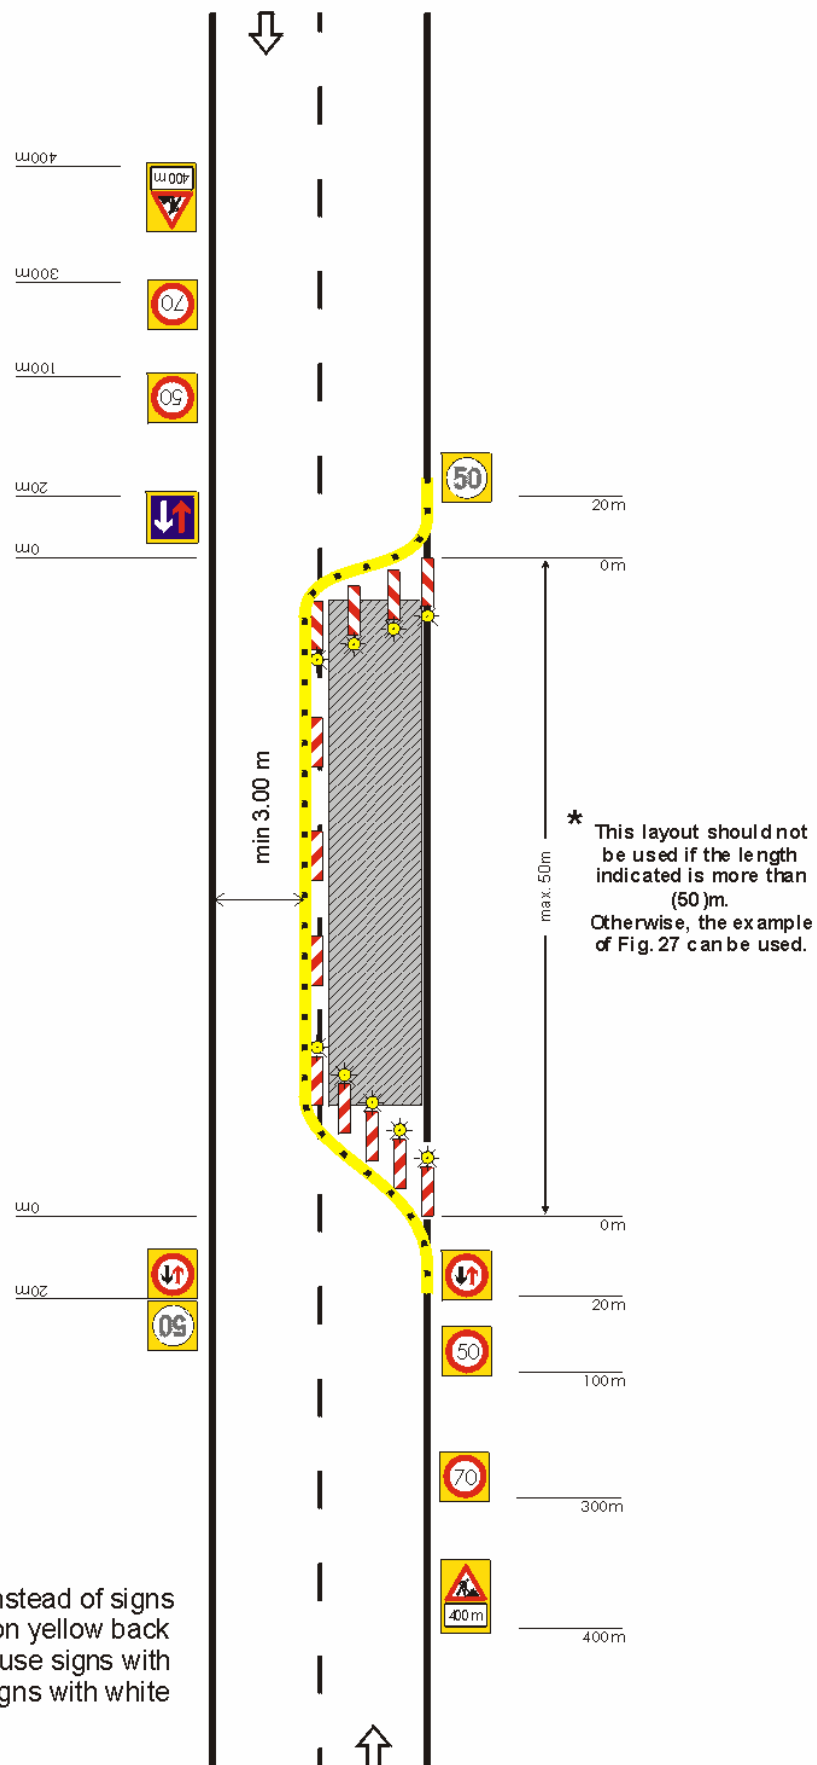 400m
400 m
300m
70
100m
50
20m
50
20m
0m
0m
min 3.00 m
max. 50m
* This layout should not
be used if the length
indicated is more than
(50)m.
Otherwise, the example
of Fig. 27 can be used.
0m
0m
20m
50
20m
50
100m
70
300m
400 m
400m
nstead of signs
on yellow back
use signs with
gns with white